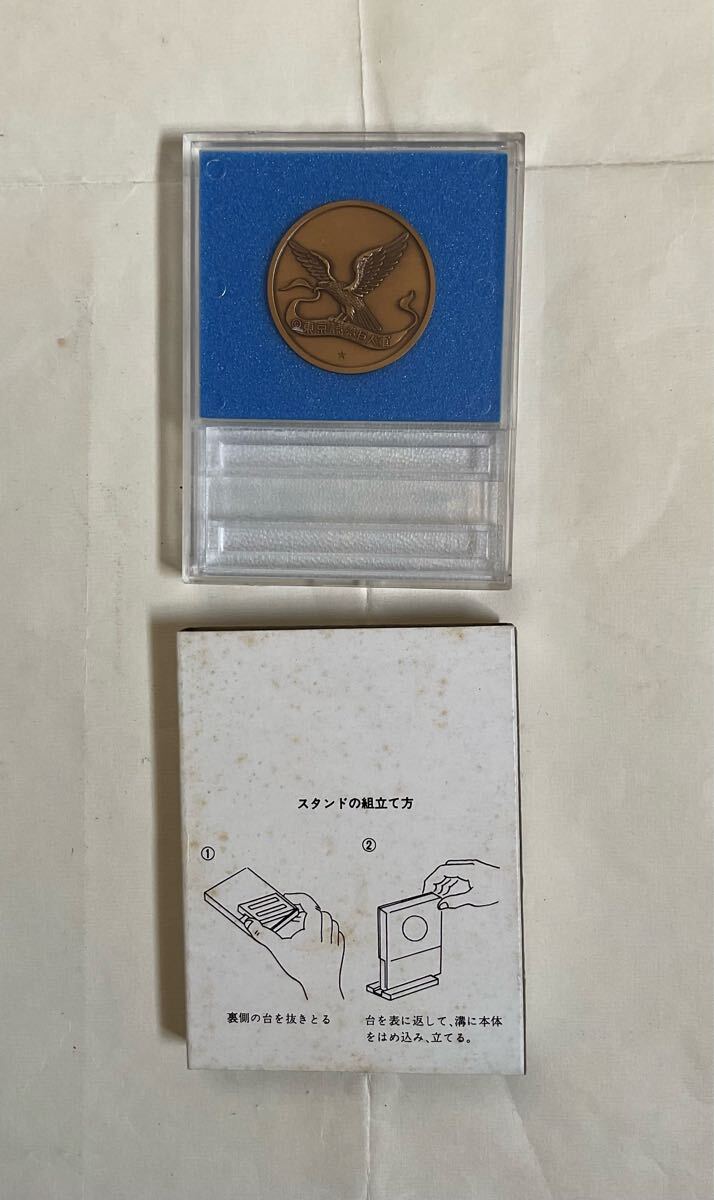 東京
スタンドの組立て方
①
②
裏側の台を抜きとる
台を表に返して、溝に本体
をはめ込み、立てる。